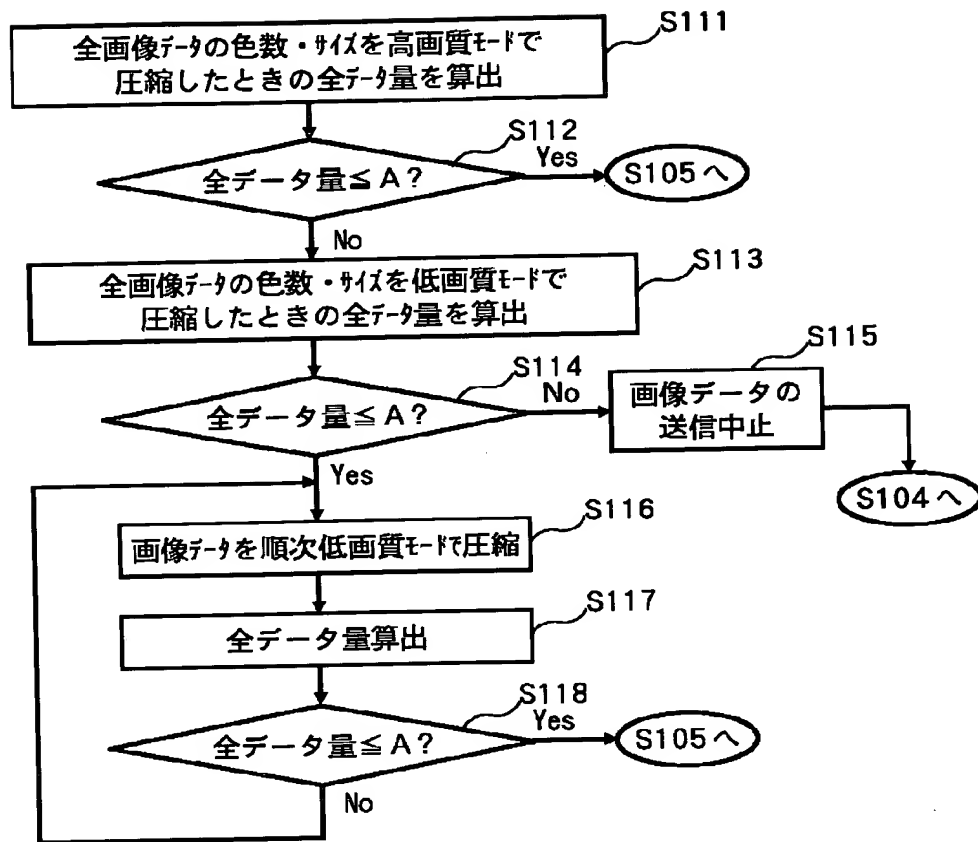 S111
全画像データの色数・サイズを高画質モードで
圧縮したときの全データ量を算出
S112
全データ量≦A?
Yes
S105へ
No
S113
全画像データの色数・サイズを低画質モードで
圧縮したときの全データ量を算出
S114
全データ量≦A?
No
S115
画像データの
送信中止
S104へ
Yes
S116
画像データを順次低画質モードで圧縮
S117
全データ量算出
S118
全データ量≦A?
Yes
S105へ
No